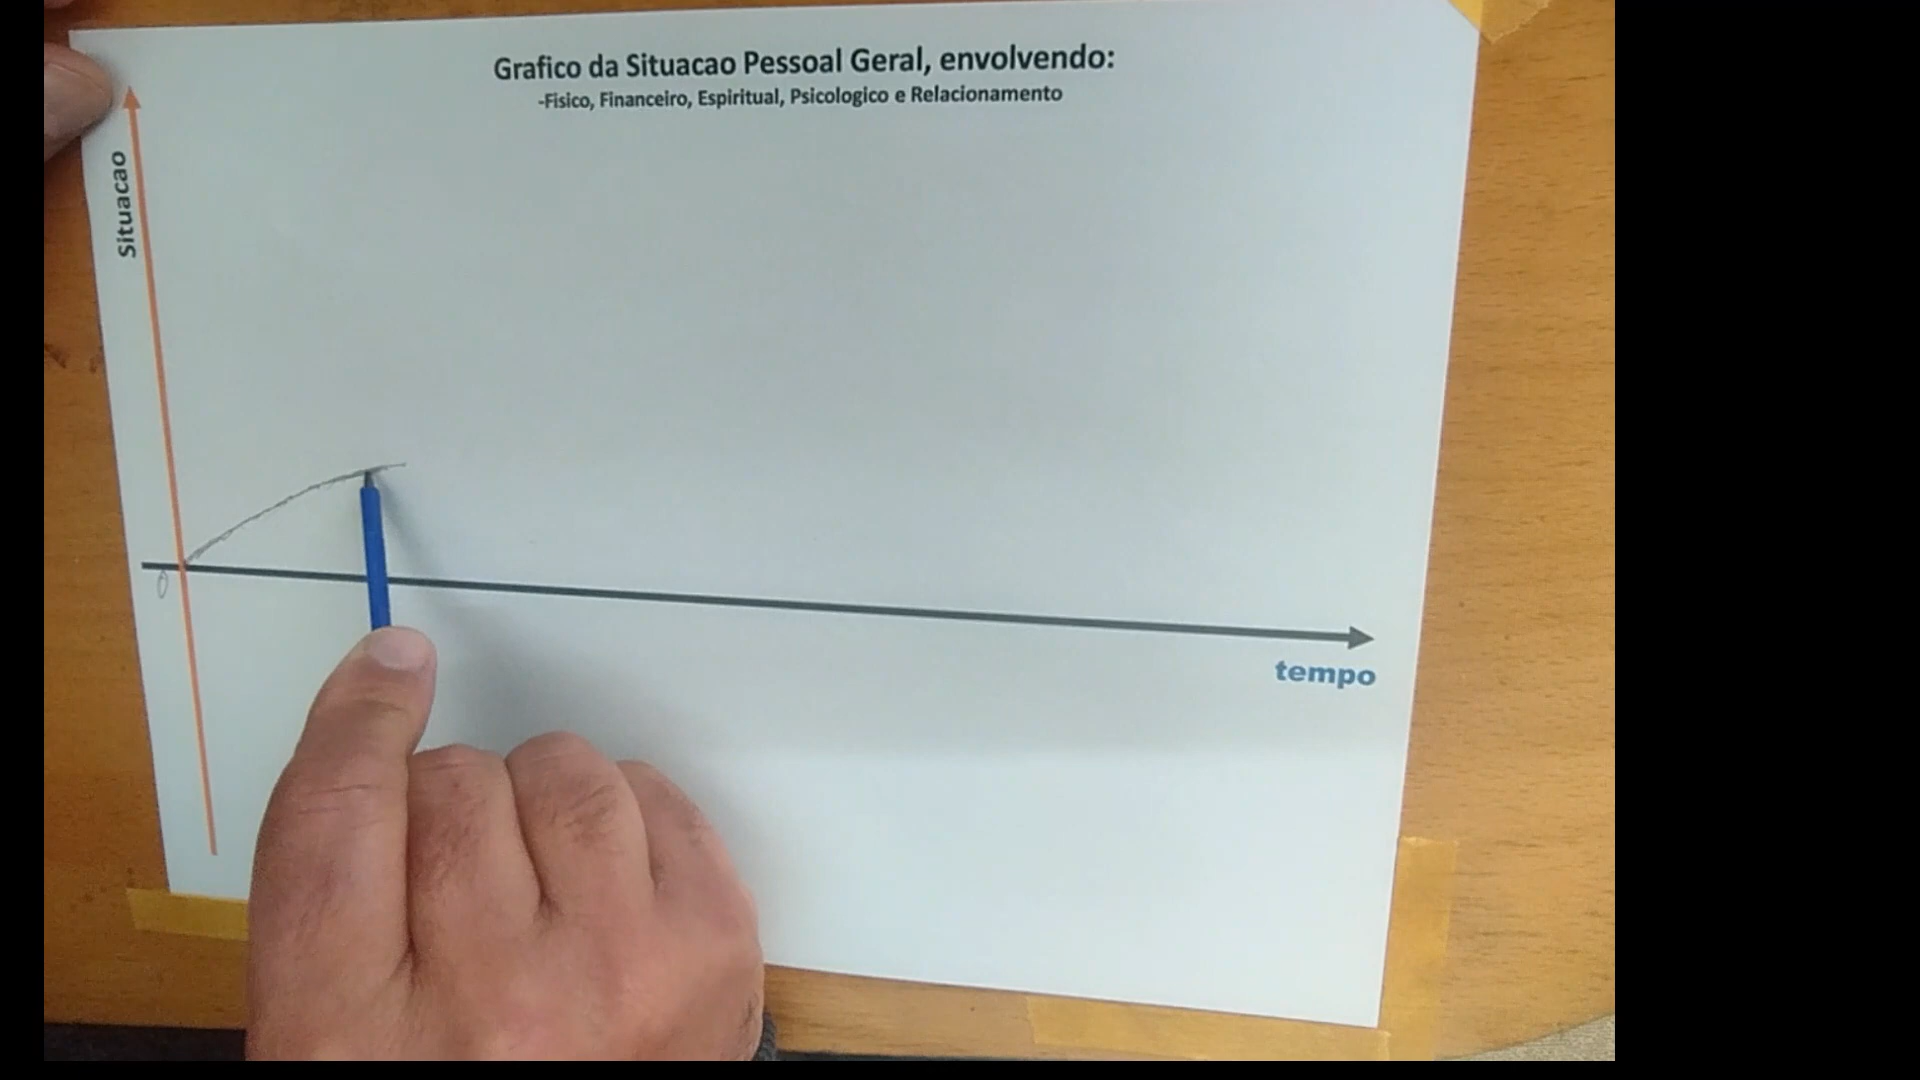 Grafico da Situacao Pessoal Geral, envolvendo:
-Fisico, Financeiro, Espiritual, Psicologico e Relacionamento
Situacao
0
tempo